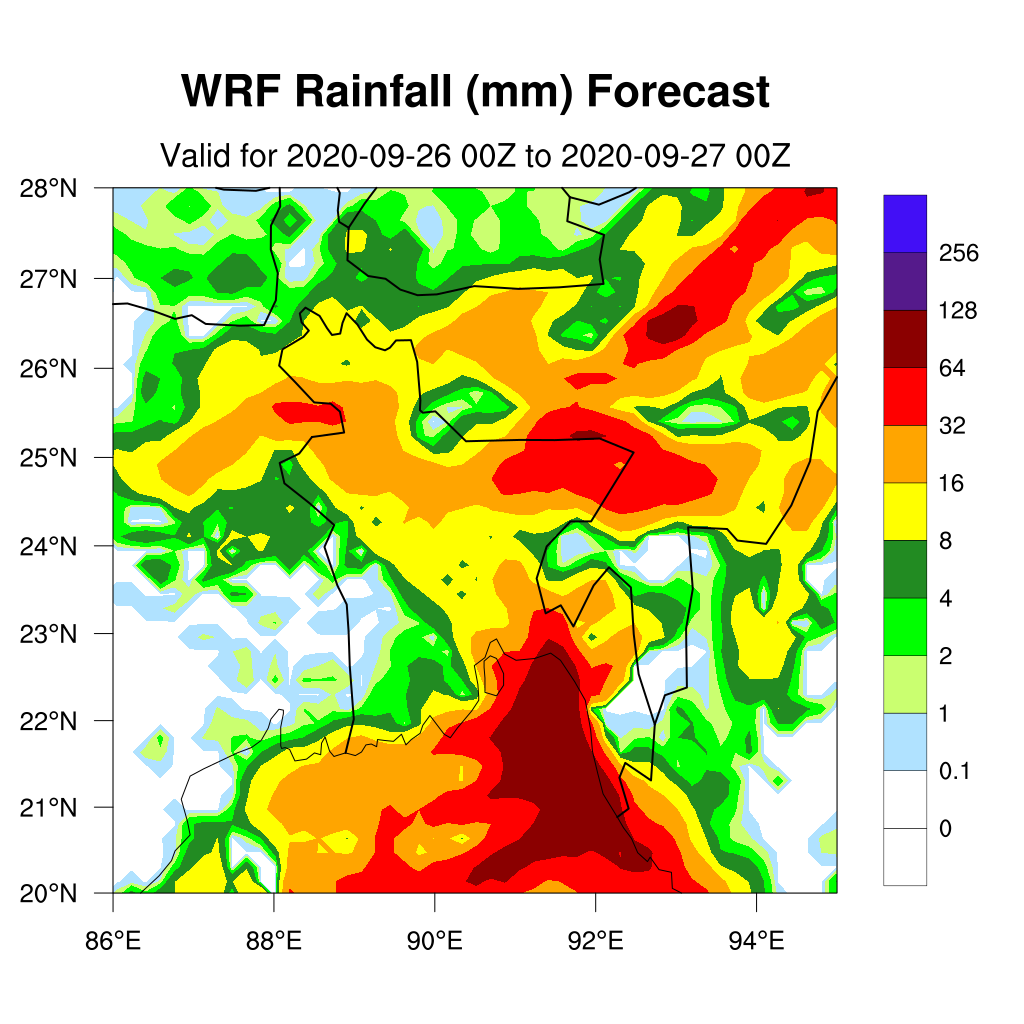 WRF Rainfall (mm) Forecast
Valid for 2020-09-26 00Z to 2020-09-27 00Z
28°N
27°N
26°N
25°N
24°N
23°N
22°N
21°N
20°N
86°E 88°E 90°E 92°E 94°E
256
128
64
32
16
8
4
2
1
0.1
0